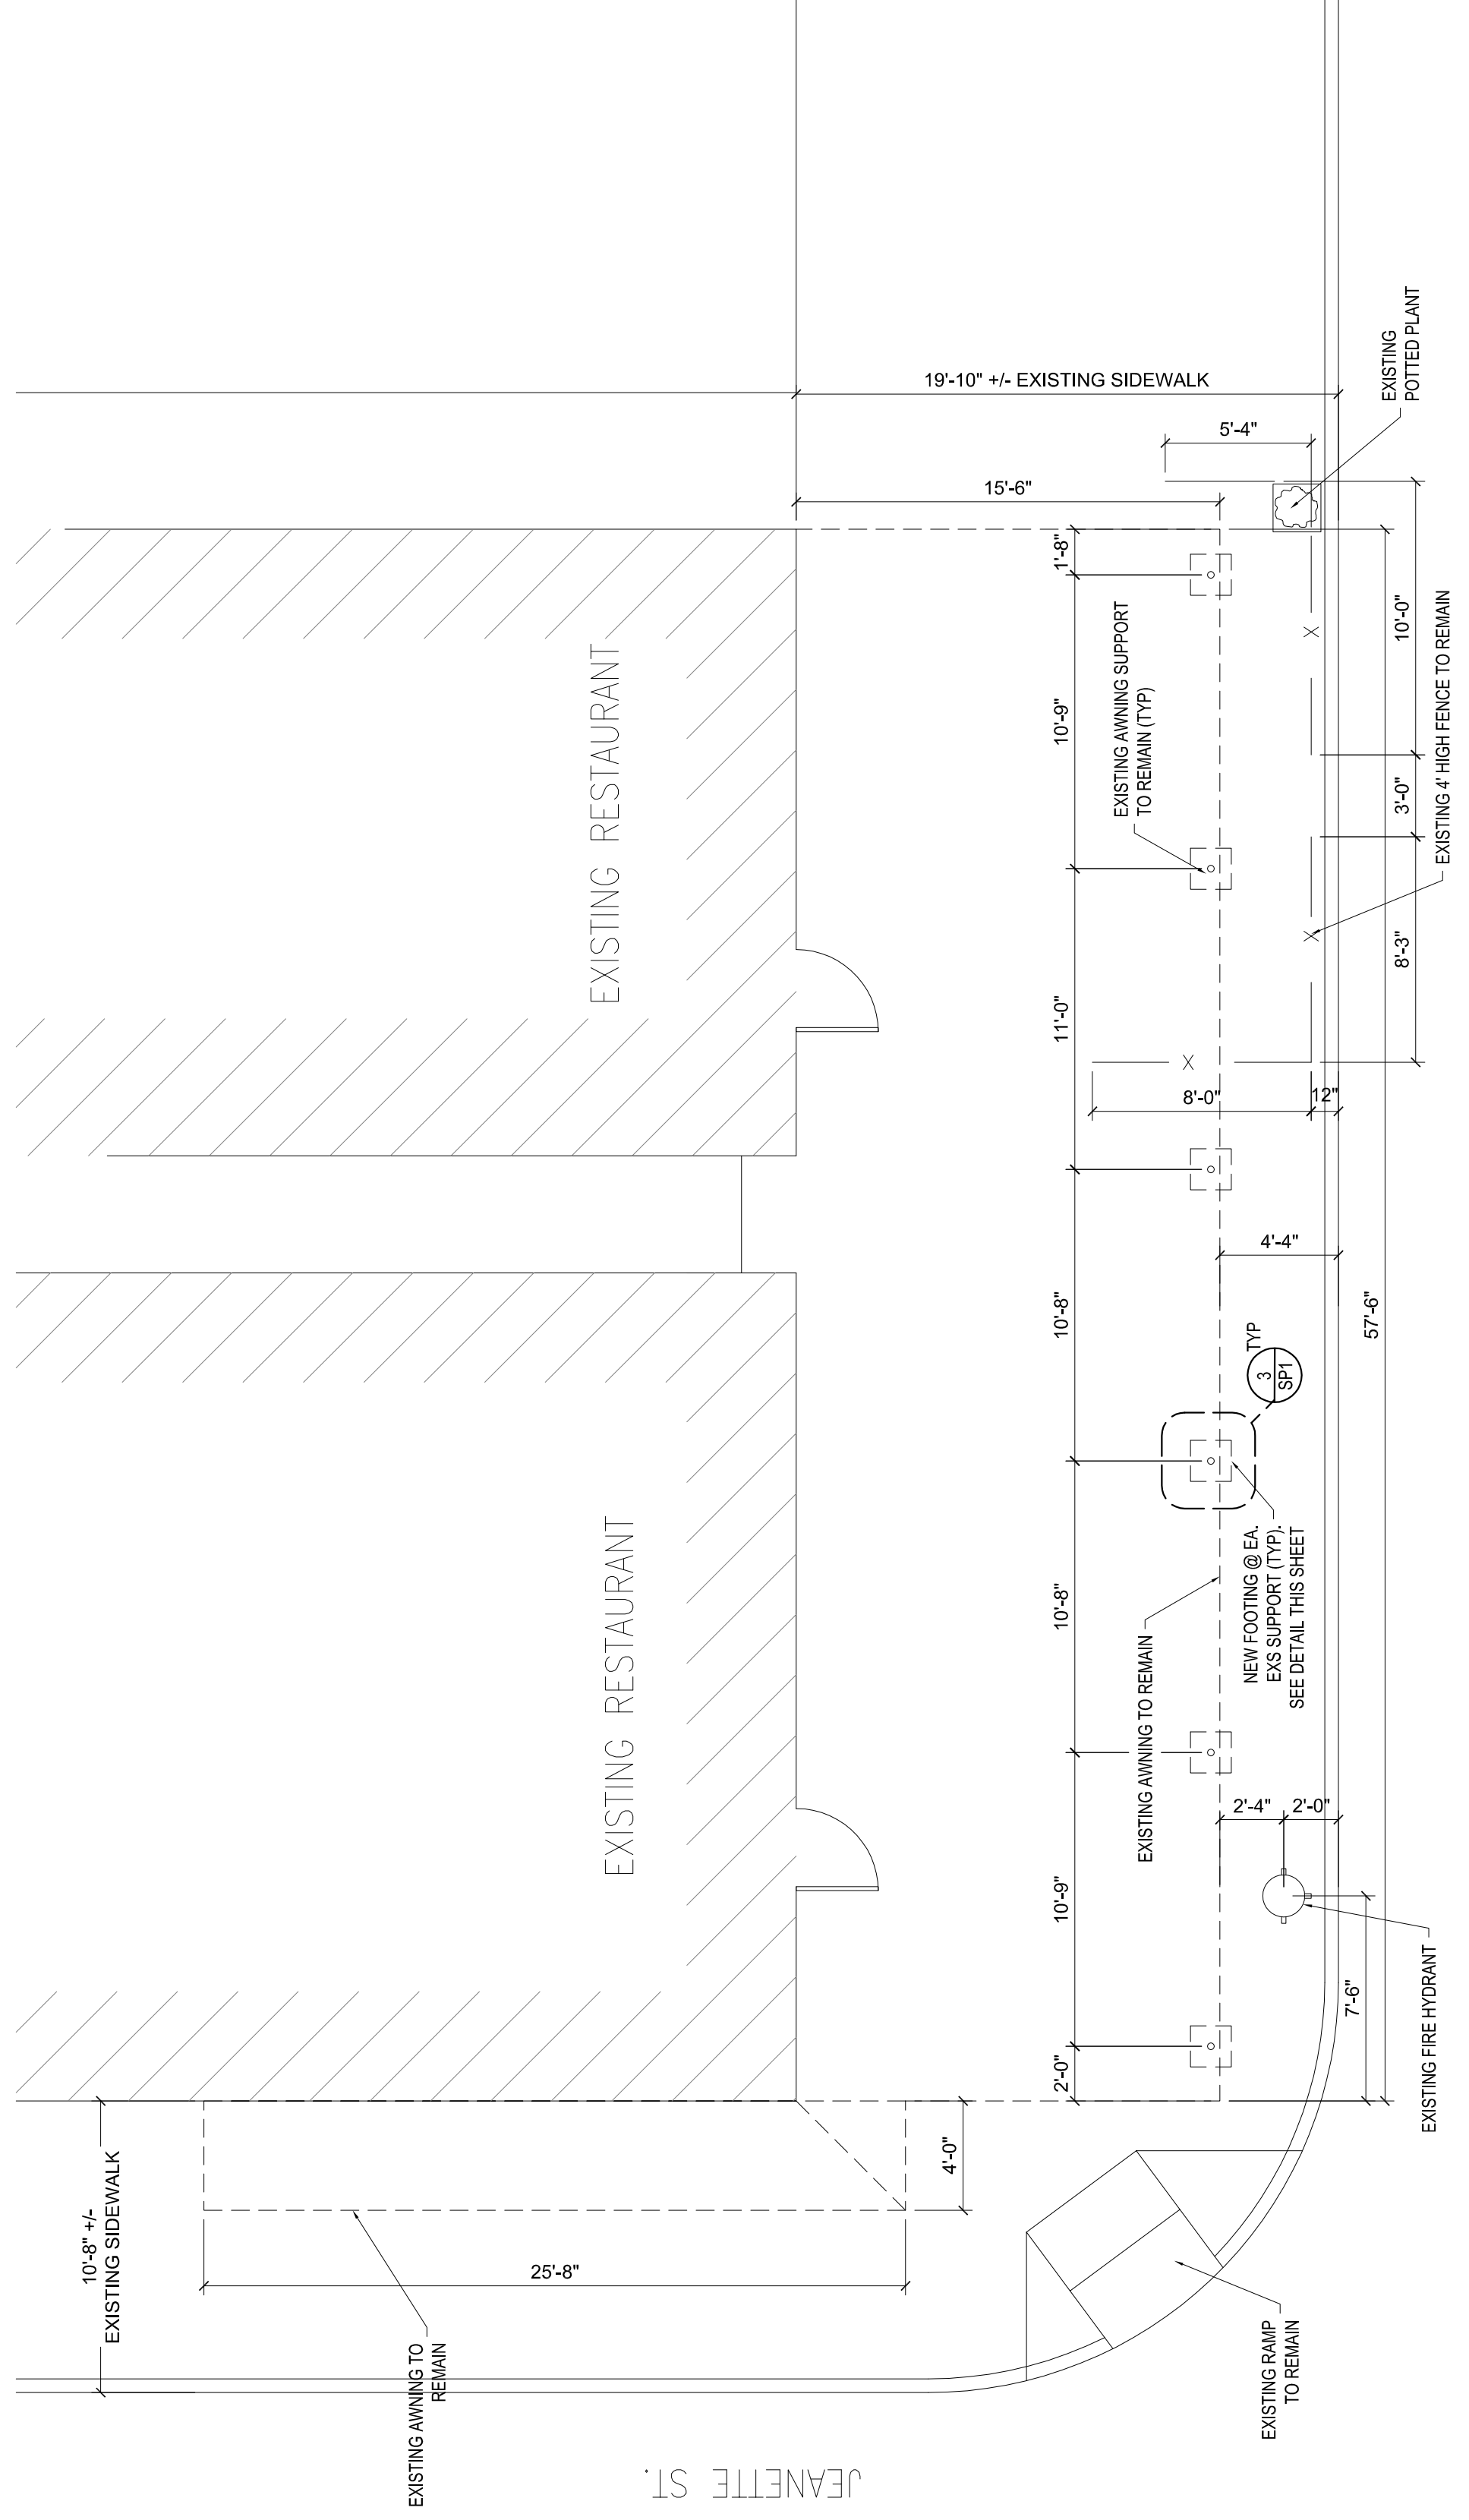 19'-10" +/- EXISTING SIDEWALK
EXISTING
POTTED PLANT
5'-4"
15'-6"
1'-8"
10'-0"
EXISTING RESTAURANT
EXISTING AWNING SUPPORT
TO REMAIN (TYP)
10'-9"
3'-0"
EXISTING 4' HIGH FENCE TO REMAIN
X
X
8'-3"
11'-0"
X
8'-0"
12"
4'-4"
10'-8"
57'-6"
TYP
3
SP1
NEW FOOTING @ EA.
EXS SUPPORT (TYP).
SEE DETAIL THIS SHEET
EXISTING RESTAURANT
10'-8"
EXISTING AWNING TO REMAIN
2'-4"
2'-0"
10'-9"
7'-6"
EXISTING FIRE HYDRANT
2'-0"
4'-0"
10'-8" +/-
EXISTING SIDEWALK
25'-8"
EXISTING AWNING TO
REMAIN
EXISTING RAMP
TO REMAIN
JEANETTE ST.